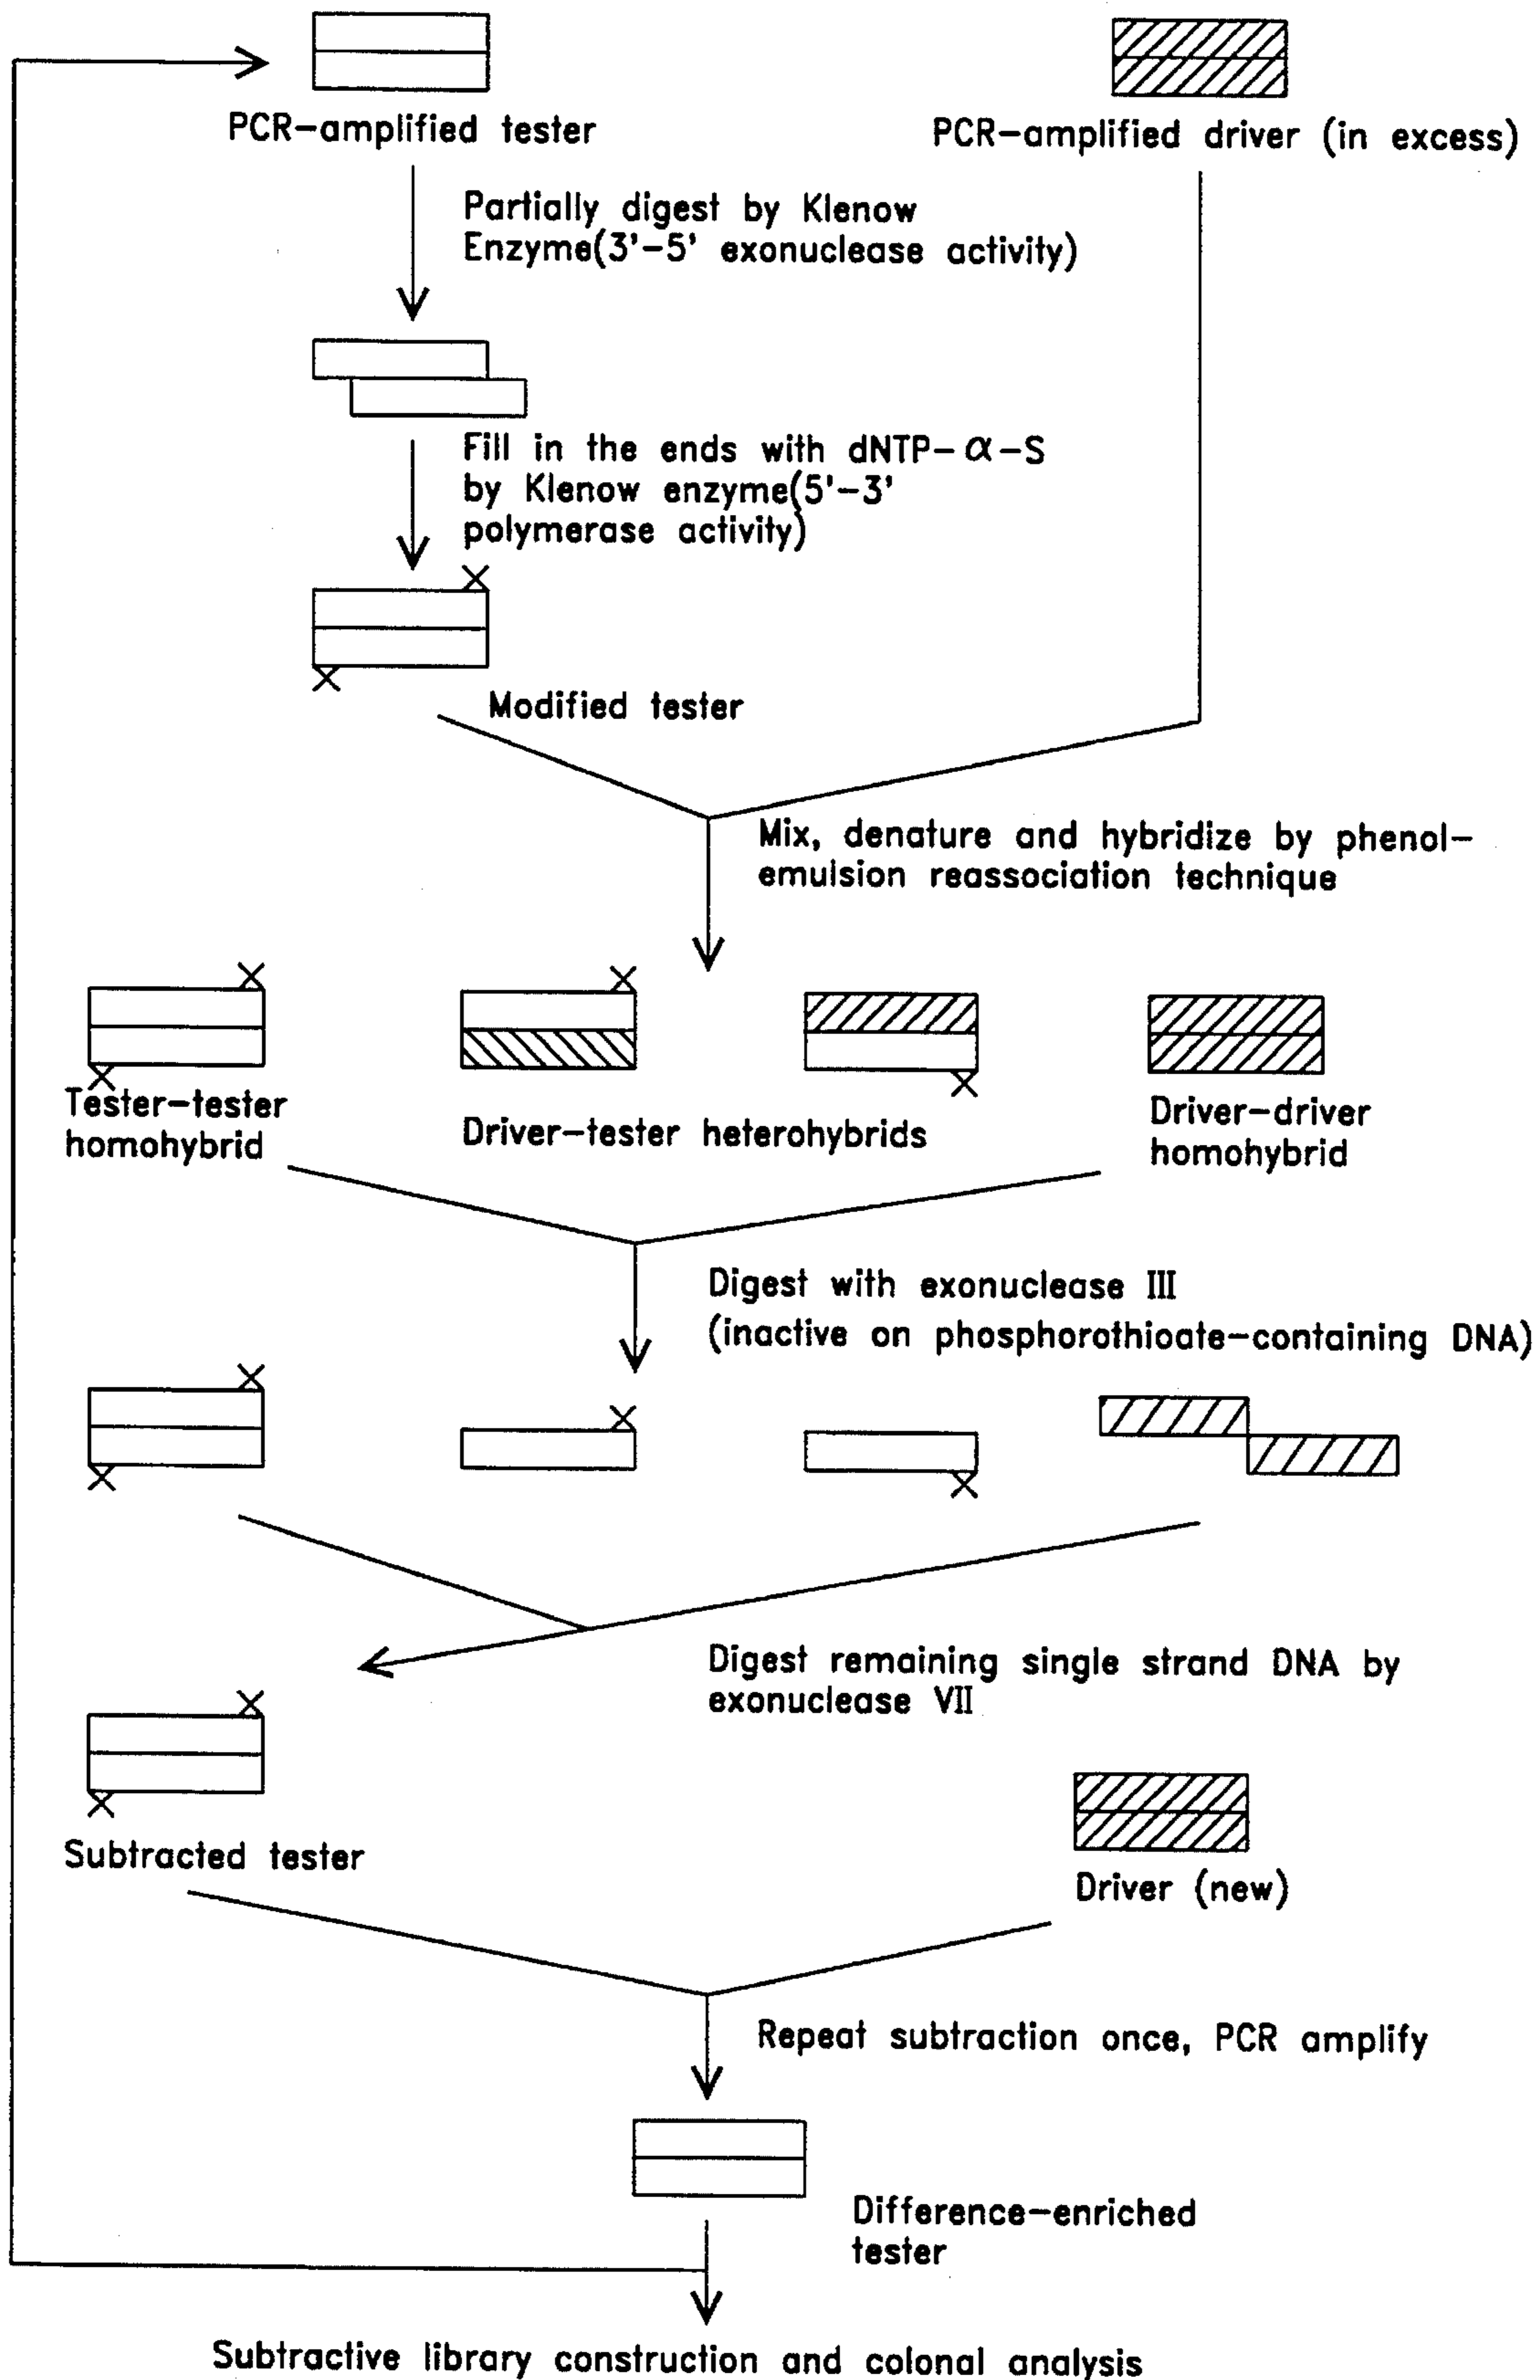 PCR-amplified tester
PCR-amplified driver (in excess)
Partially digest by Klenow
Enzyme(3'-5' exonuclease activity)
Fill in the ends with dNTP-α-S
by Klenow enzyme(5'-3'
polymerase activity)
Modified tester
Mix, denature and hybridize by phenol-
emulsion reassociation technique
Tester-tester
homohybrid
Driver-tester heterohybrids
Driver-driver
homohybrid
Digest with exonuclease III
(inactive on phosphorothioate-containing DNA)
Digest remaining single strand DNA by
exonuclease VII
Subtracted tester
Driver (new)
Repeat subtraction once, PCR amplify
Difference-enriched
tester
Subtractive library construction and colonal analysis